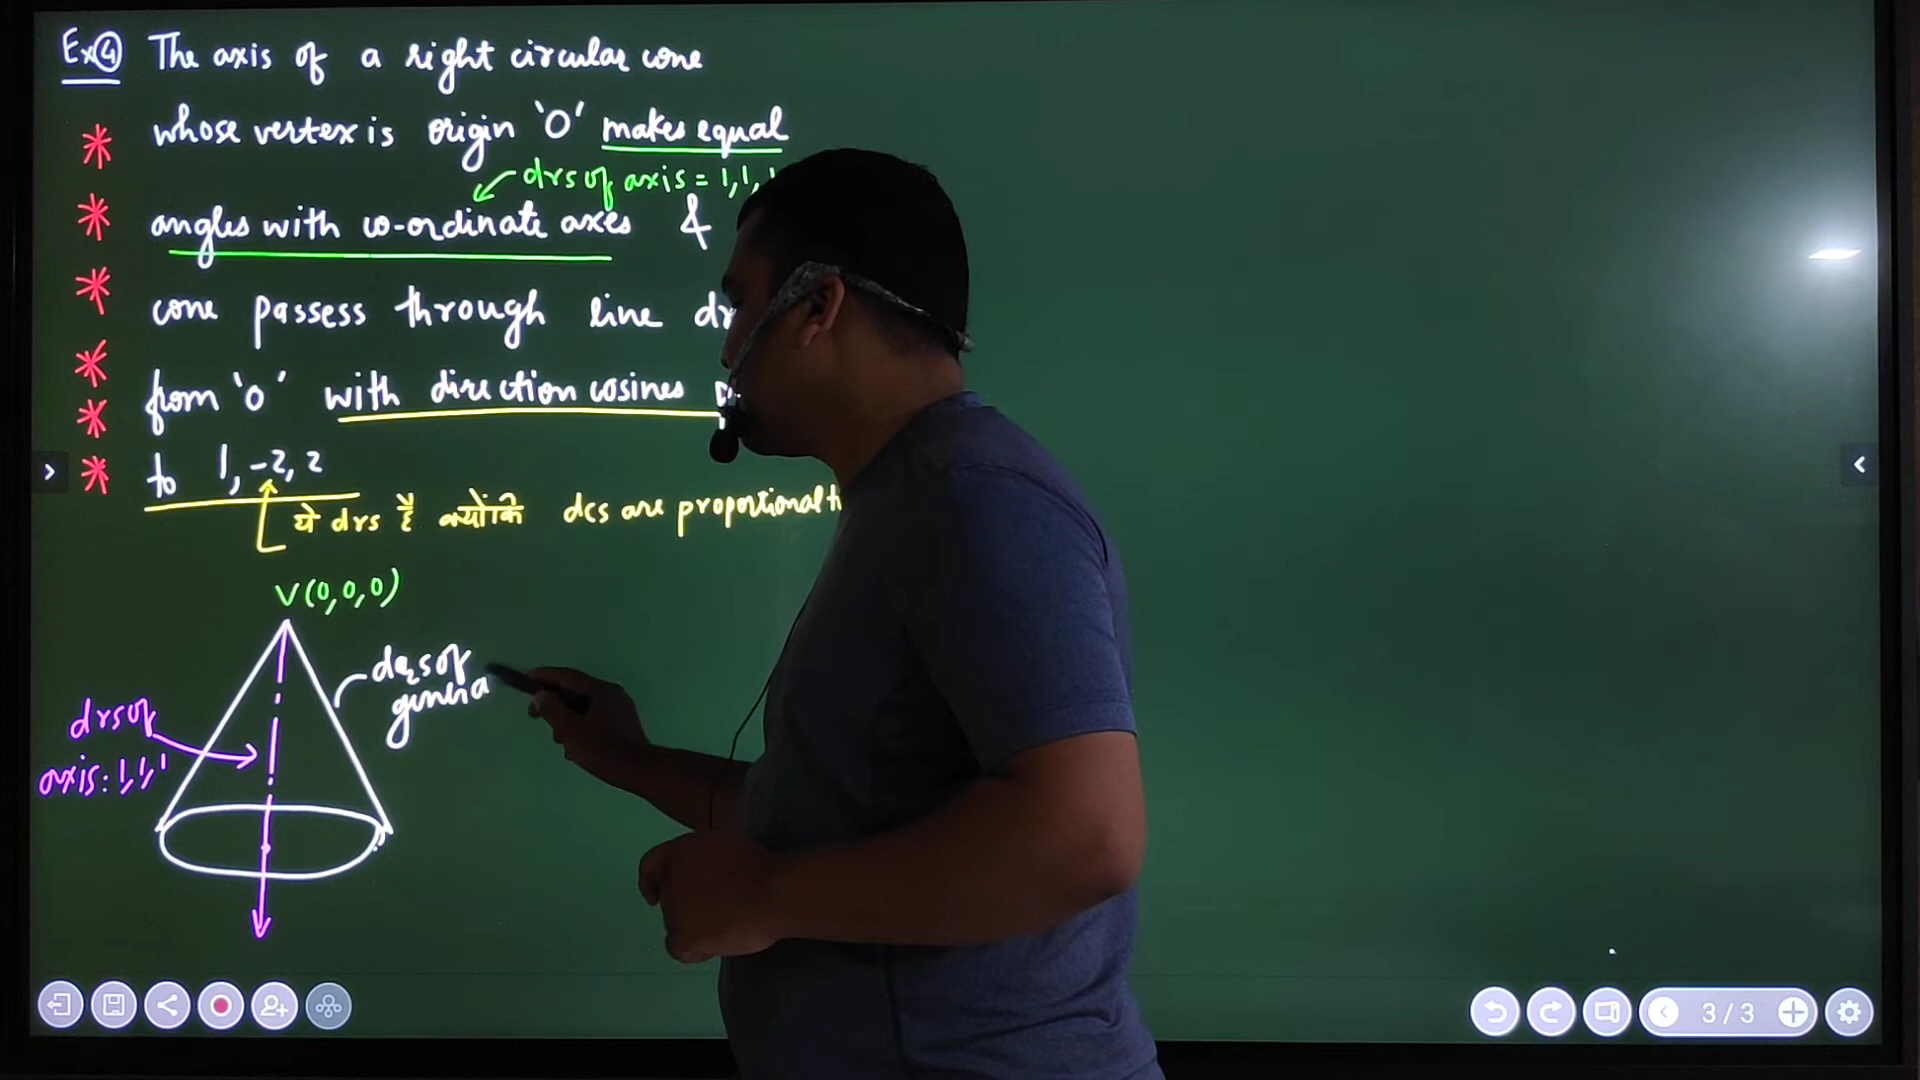 Ex④ The axis of a right circular cone
whose vertex is origin 'O' makes equal
drs of axis = 1, 1,
angles with co-ordinate axes &
cone passess through line
from 'o' with direction cosines
to 1, -2, 2
ये drs है क्योंकि dcs are proportional
V(0,0,0)
drs of
genera
drs of
axis: 1,1,1
3/3